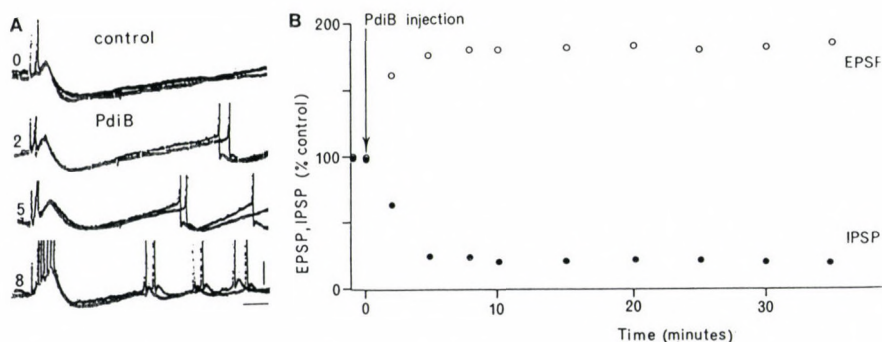 A
control
0
PdiB
2
5
8
B
PdiB injection
200
100
0
EPSP, IPSP (% control)
EPSP
IPSP
0
10
20
30
Time (minutes)